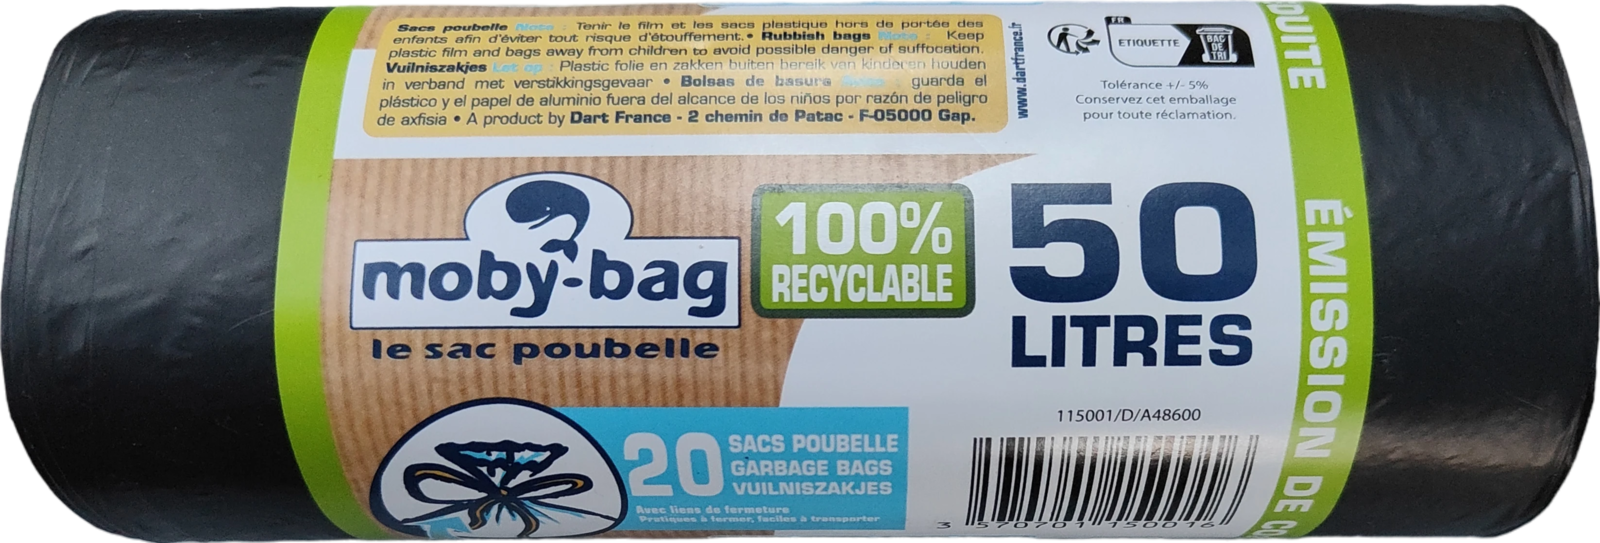 Sacs poubelle Note : Tenir le film et les sacs plastique hors de portée des
enfants afin d'éviter tout risque d'étouffement. • Rubbish bags Note : Keep
plastic film and bags away from children to avoid possible danger of suffocation.
Vuilniszakjes Let op : Plastic folie en zakken buiten bereik van kinderen houden
in verband met verstikkingsgevaar • Bolsas de basura : guarda el
plástico y el papel de aluminio fuera del alcance de los niños por razón de peligro
de axfisia • A product by Dart France - 2 chemin de Patac - F-05000 Gap.
www.dartfrance.fr
FR
ETIQUETTE
BAC
DE
TRI
Tolérance +/- 5%
Conservez cet emballage
pour toute réclamation.
moby-bag
le sac poubelle
100%
RECYCLABLE
50
LITRES
20
SACS POUBELLE
GARBAGE BAGS
VUILNISZAKJES
Avec liens de fermeture
Pratiques à fermer, faciles à transporter
115001/D/A48600
3 570701 150016
ÉMISSION DE